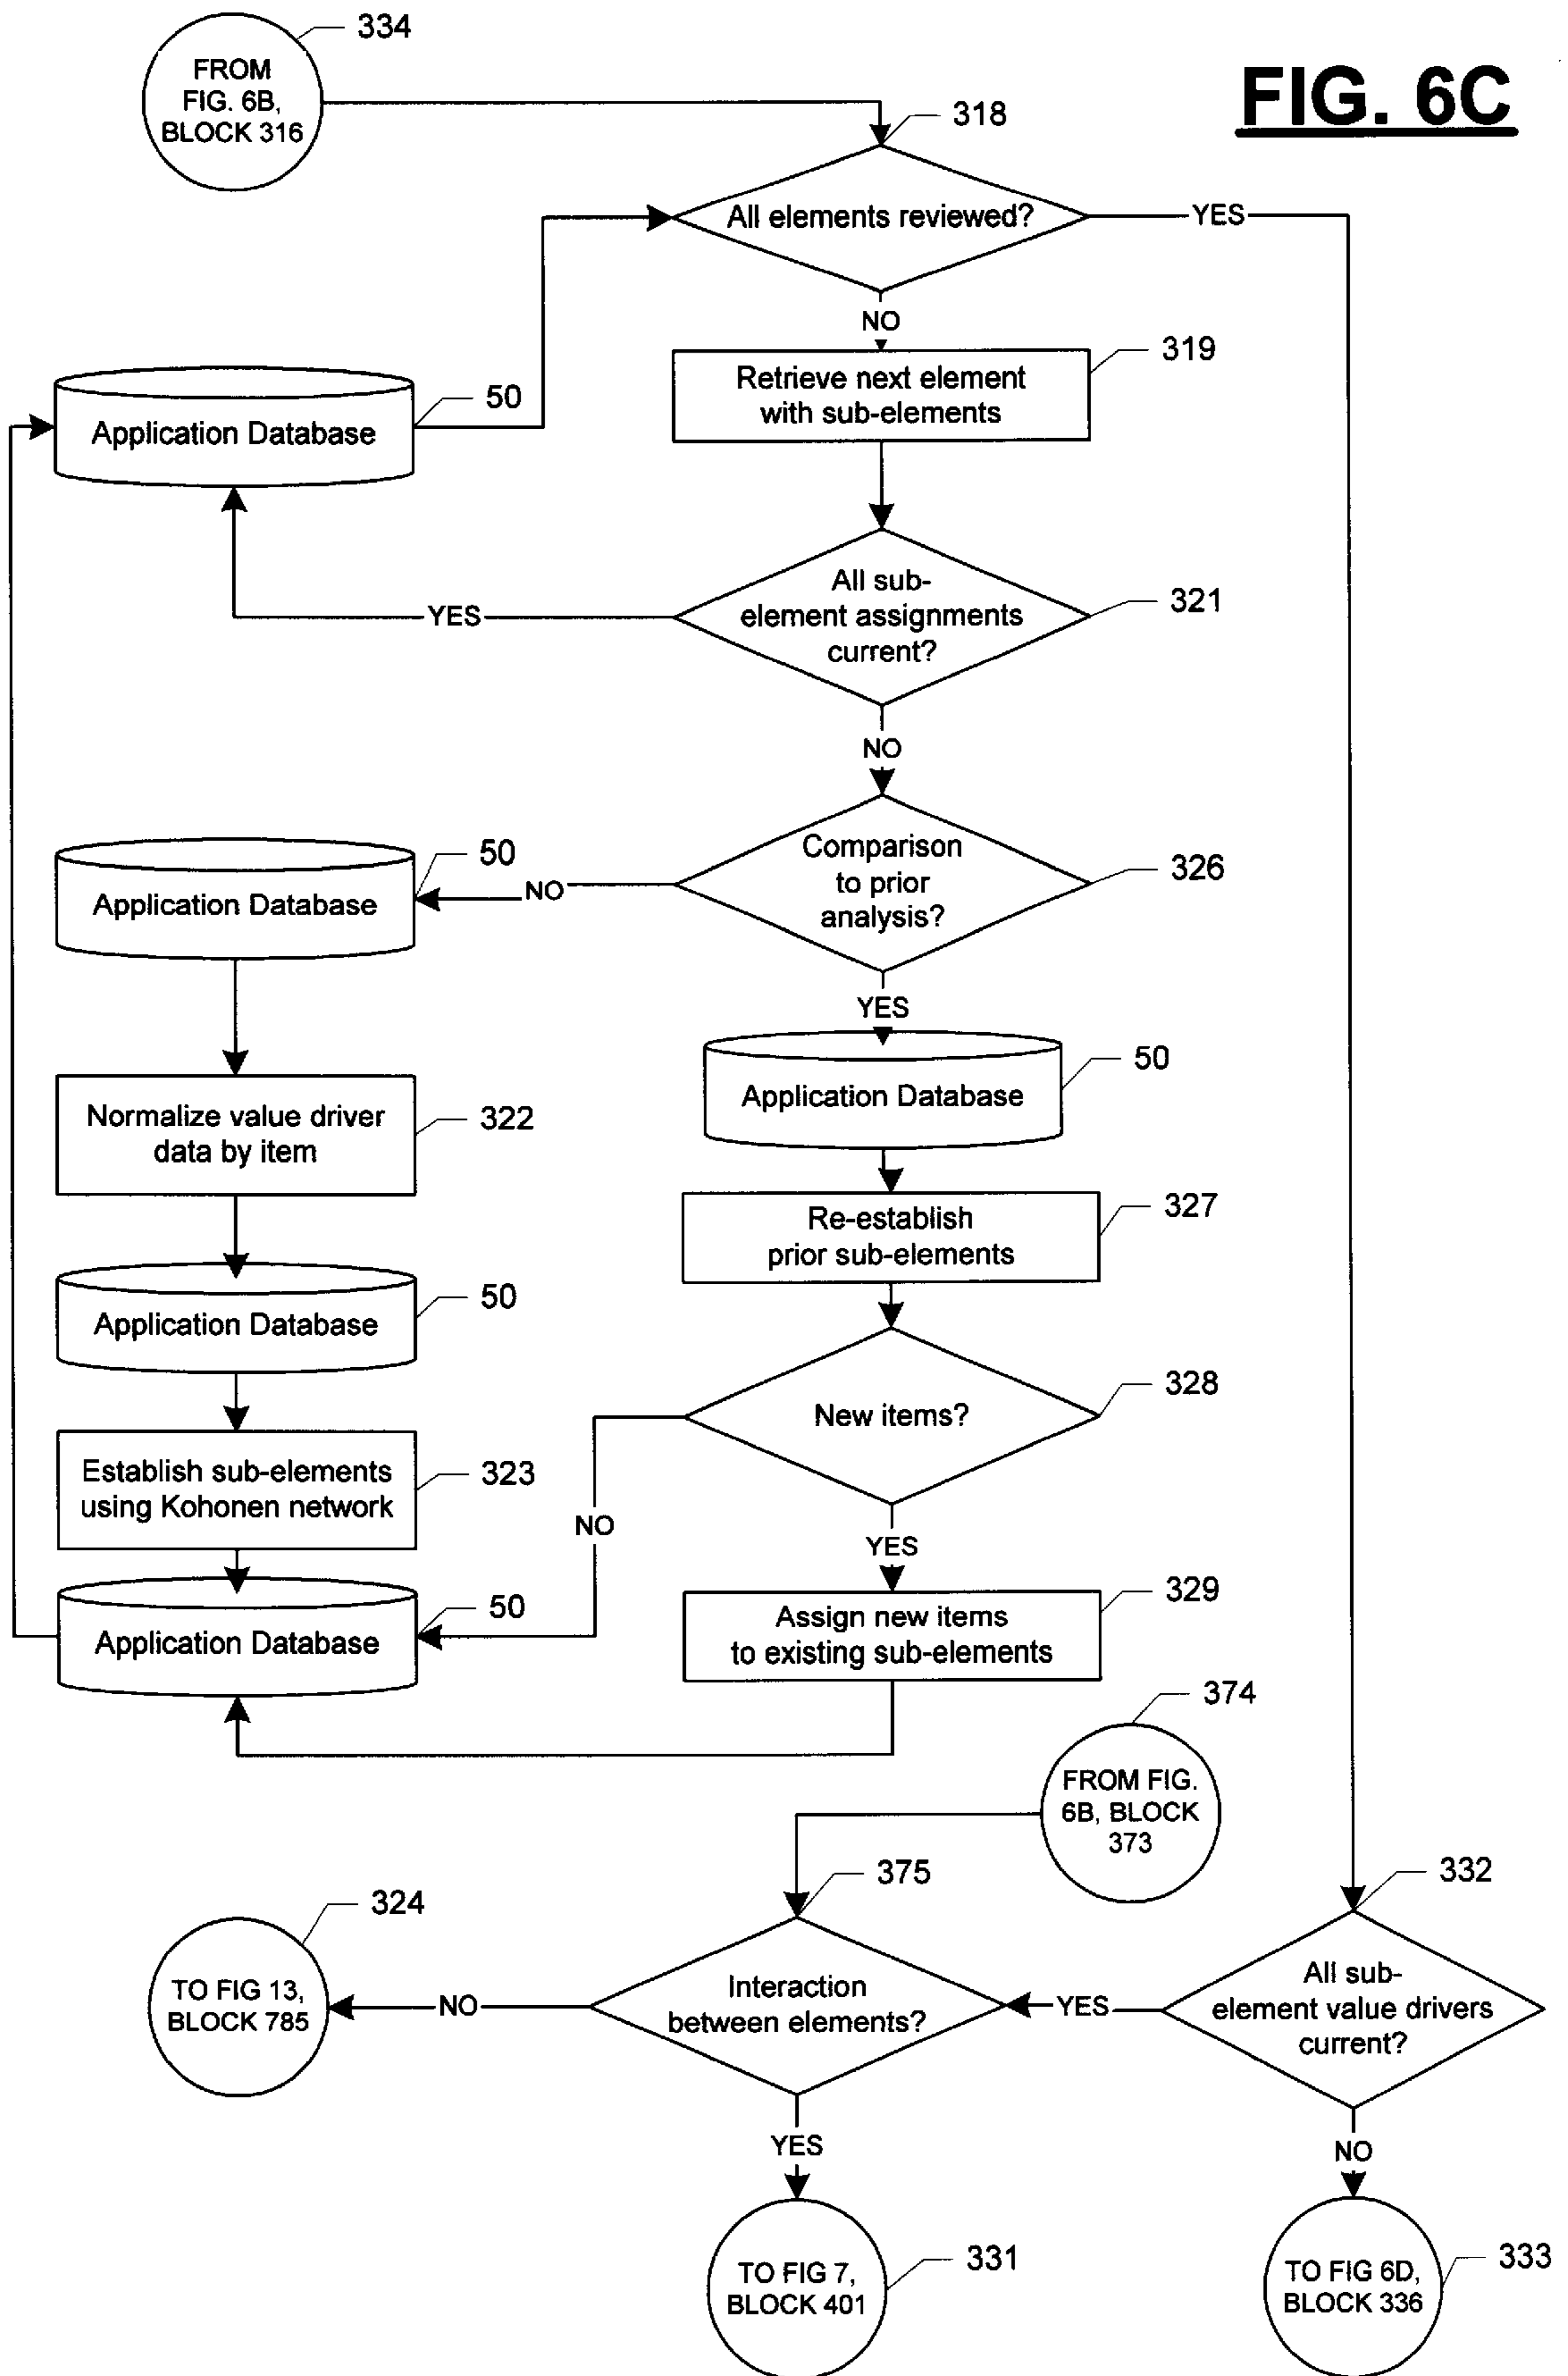 334
FROM
FIG. 6B,
BLOCK 316
FIG. 6C
318
All elements reviewed?
YES
NO
319
Retrieve next element
with sub-elements
50
Application Database
All sub-
element assignments
current?
321
YES
NO
Comparison
to prior
analysis?
326
50
Application Database
NO
YES
50
Application Database
Normalize value driver
data by item
322
Re-establish
prior sub-elements
327
50
Application Database
New items?
328
Establish sub-elements
using Kohonen network
323
NO
YES
50
Application Database
Assign new items
to existing sub-elements
329
374
FROM FIG.
6B, BLOCK
373
375
332
324
TO FIG 13,
BLOCK 785
NO
Interaction
between elements?
YES
All sub-
element value drivers
current?
YES
NO
TO FIG 7,
BLOCK 401
331
TO FIG 6D,
BLOCK 336
333